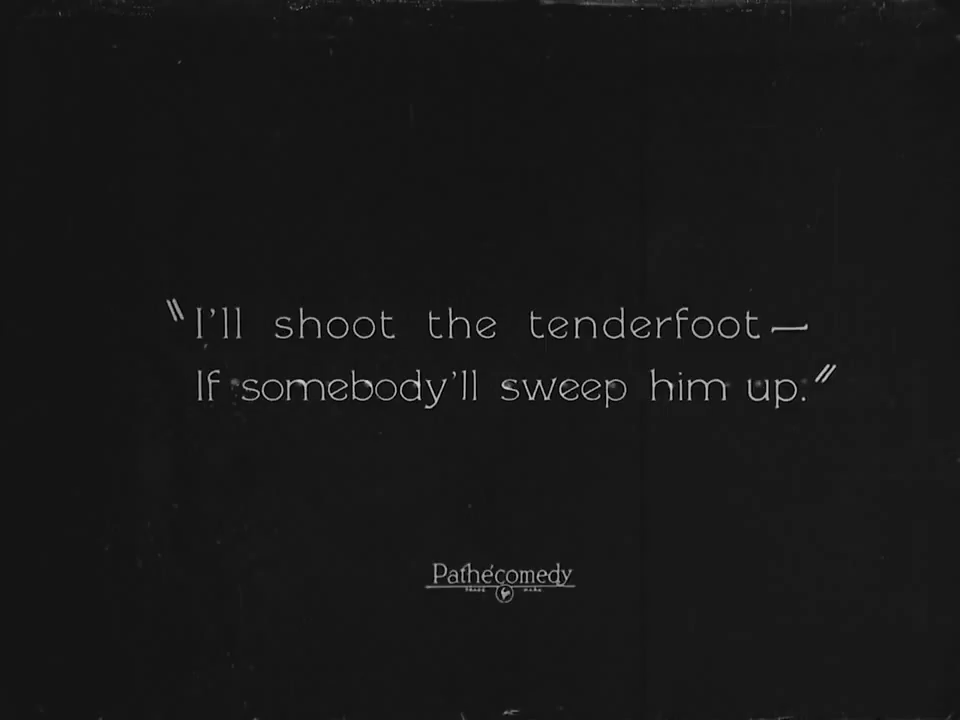 "I'll shoot the tenderfoot—
If somebody'll sweep him up."
Pathécomedy